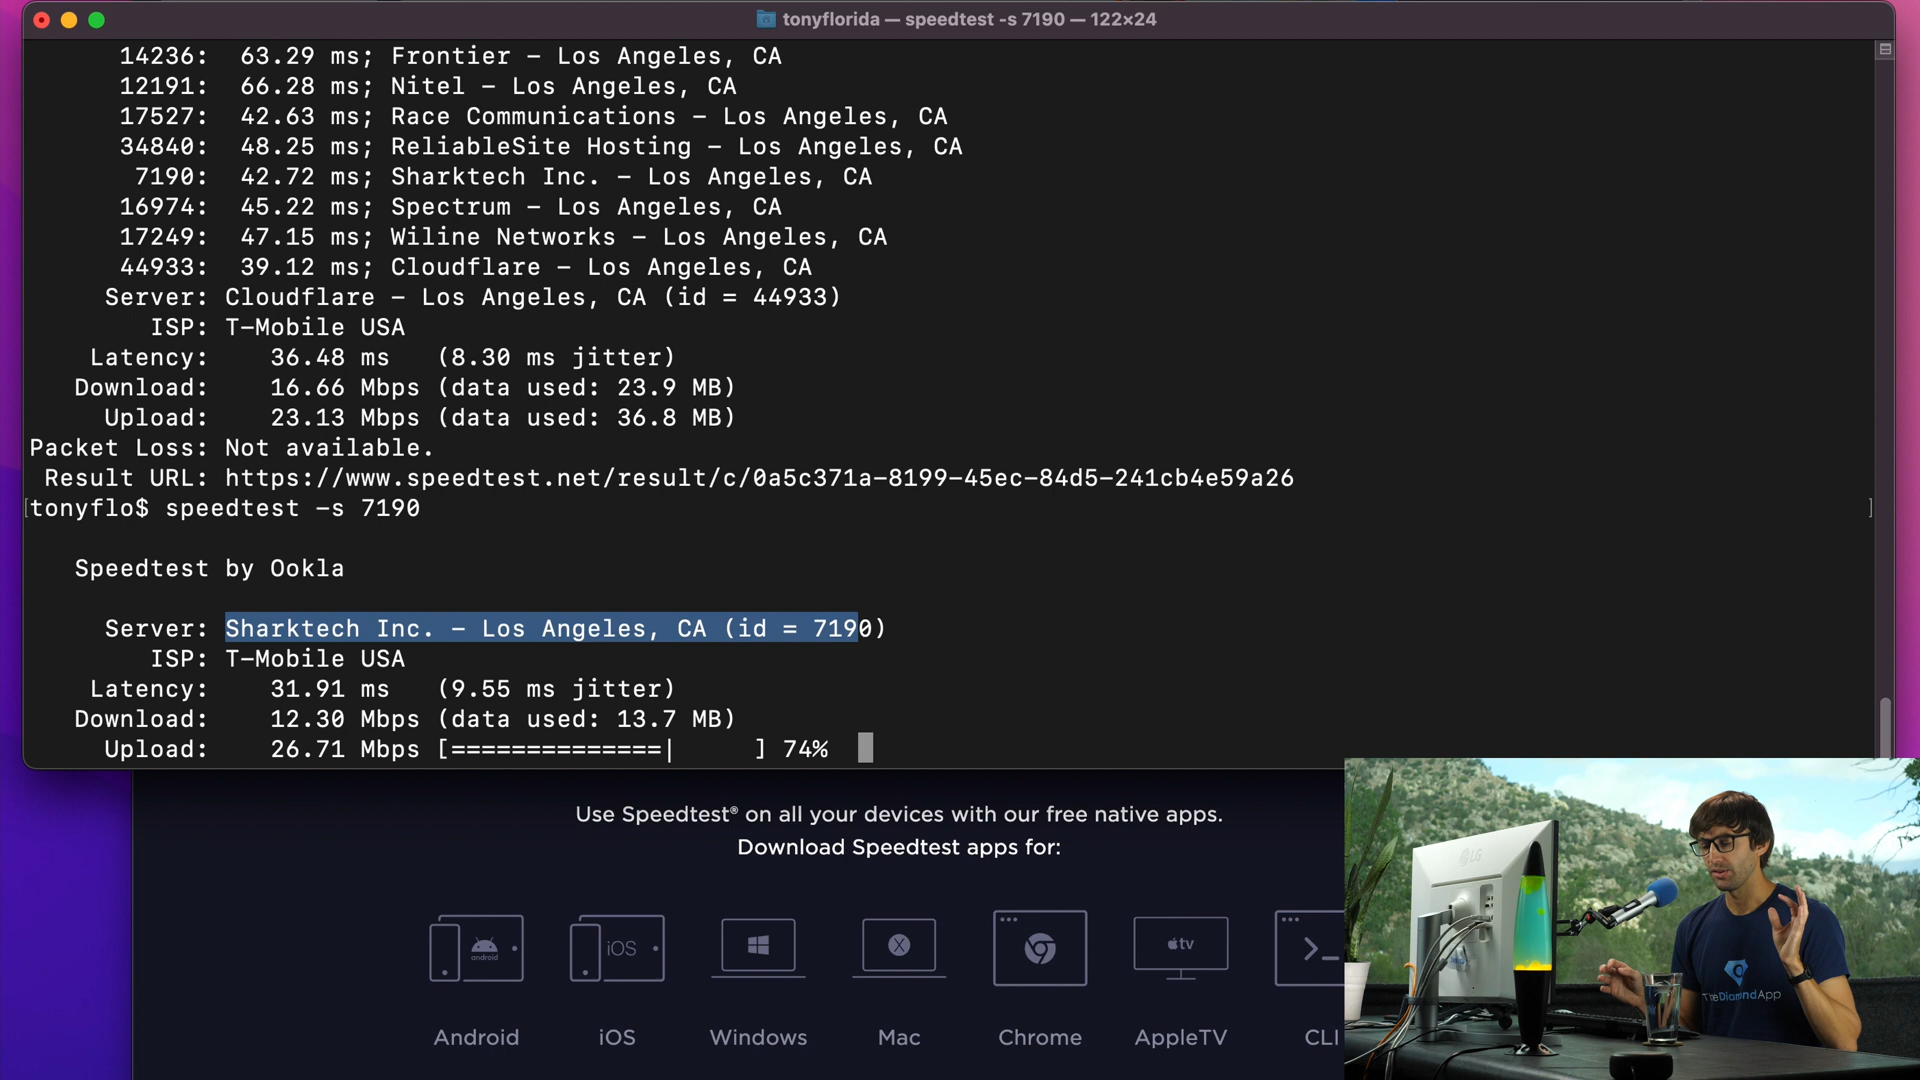 tonyflorida — speedtest -s 7190 — 122×24
14236: 63.29 ms; Frontier - Los Angeles, CA
12191: 66.28 ms; Nitel - Los Angeles, CA
17527: 42.63 ms; Race Communications - Los Angeles, CA
34840: 48.25 ms; ReliableSite Hosting - Los Angeles, CA
7190: 42.72 ms; Sharktech Inc. - Los Angeles, CA
16974: 45.22 ms; Spectrum - Los Angeles, CA
17249: 47.15 ms; Wiline Networks - Los Angeles, CA
44933: 39.12 ms; Cloudflare - Los Angeles, CA
Server: Cloudflare - Los Angeles, CA (id = 44933)
ISP: T-Mobile USA
Latency: 36.48 ms (8.30 ms jitter)
Download: 16.66 Mbps (data used: 23.9 MB)
Upload: 23.13 Mbps (data used: 36.8 MB)
Packet Loss: Not available.
Result URL: https://www.speedtest.net/result/c/0a5c371a-8199-45ec-84d5-241cb4e59a26
[tonyflo$ speedtest -s 7190 ]
Speedtest by Ookla
Server: Sharktech Inc. - Los Angeles, CA (id = 7190)
ISP: T-Mobile USA
Latency: 31.91 ms (9.55 ms jitter)
Download: 12.30 Mbps (data used: 13.7 MB)
Upload: 26.71 Mbps [==============| ] 74%
Use Speedtest® on all your devices with our free native apps.
Download Speedtest apps for:
android
iOS
X
tv
>_
Android iOS Windows Mac Chrome AppleTV CLI
LG
TheDiamondApp